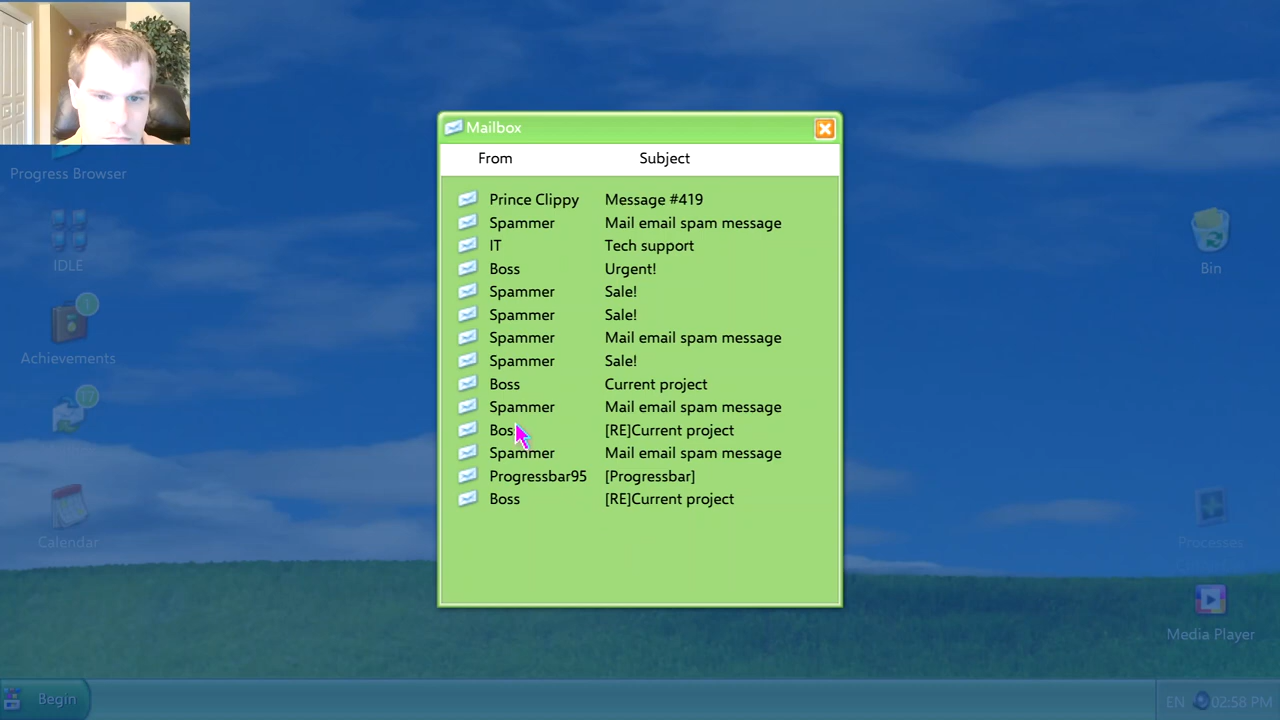 Mailbox
From Subject
Prince Clippy Message #419
Spammer Mail email spam message
IT Tech support
Boss Urgent!
Spammer Sale!
Spammer Sale!
Spammer Mail email spam message
Spammer Sale!
Boss Current project
Spammer Mail email spam message
Boss [RE]Current project
Spammer Mail email spam message
Progressbar95 [Progressbar]
Boss [RE]Current project
Progress Browser
IDLE
1
Achievements
17
Calendar
Bin
Processes
Media Player
Begin
EN 02:58 PM